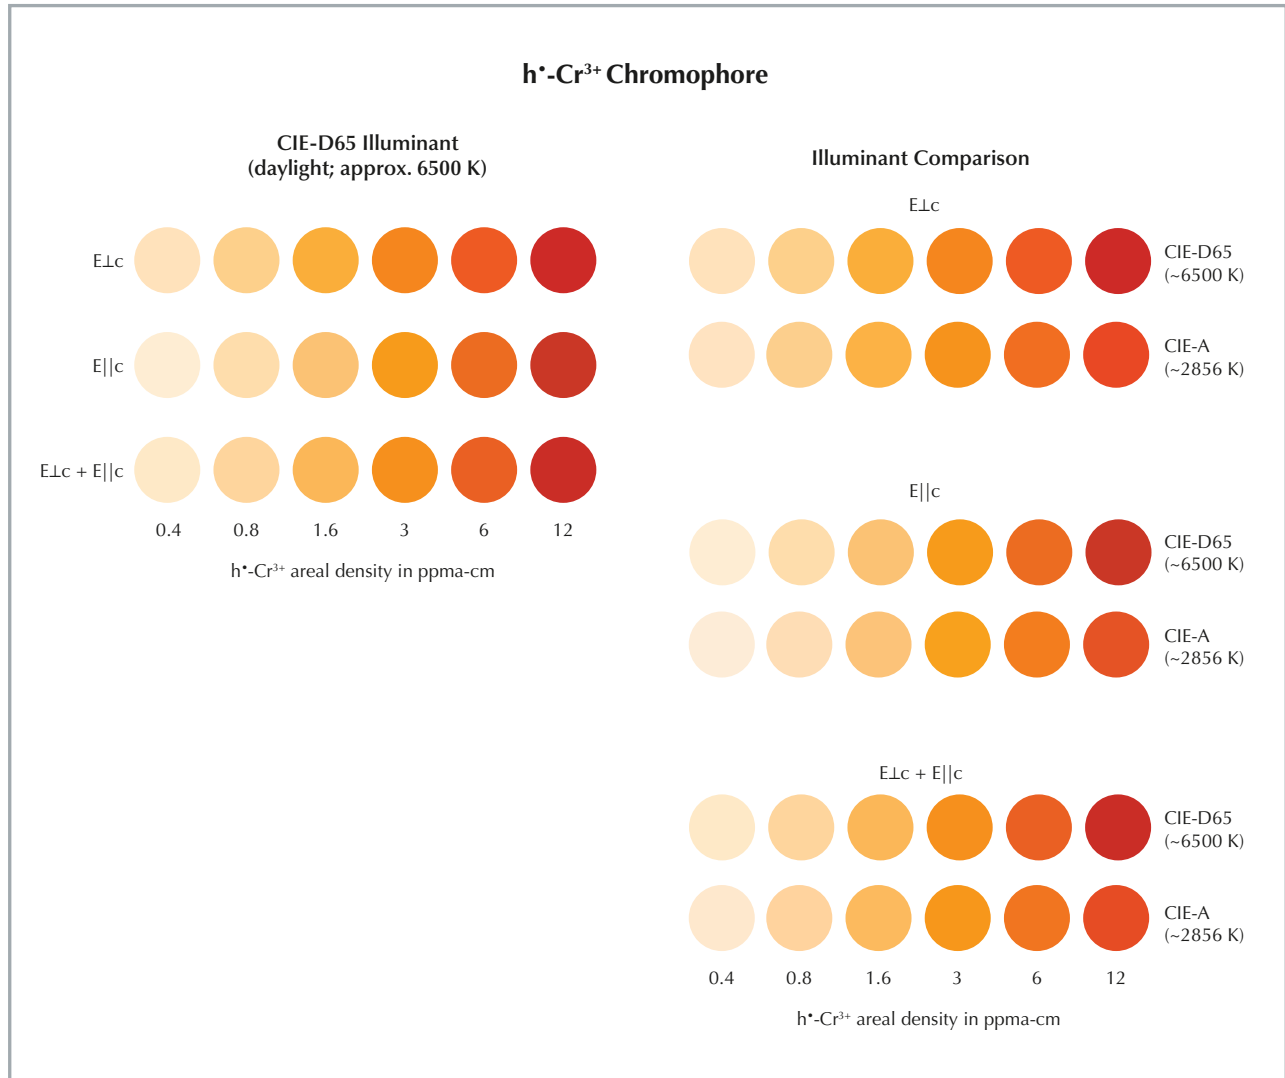 h•-Cr³⁺ Chromophore
CIE-D65 Illuminant
(daylight; approx. 6500 K)
E⊥c
E||c
E⊥c + E||c
0.4 0.8 1.6 3 6 12
h•-Cr³⁺ areal density in ppma-cm
Illuminant Comparison
E⊥c
CIE-D65
(~6500 K)
CIE-A
(~2856 K)
E||c
CIE-D65
(~6500 K)
CIE-A
(~2856 K)
E⊥c + E||c
CIE-D65
(~6500 K)
CIE-A
(~2856 K)
0.4 0.8 1.6 3 6 12
h•-Cr³⁺ areal density in ppma-cm